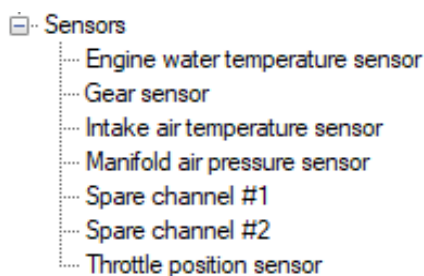 Sensors
Engine water temperature sensor
Gear sensor
Intake air temperature sensor
Manifold air pressure sensor
Spare channel #1
Spare channel #2
Throttle position sensor